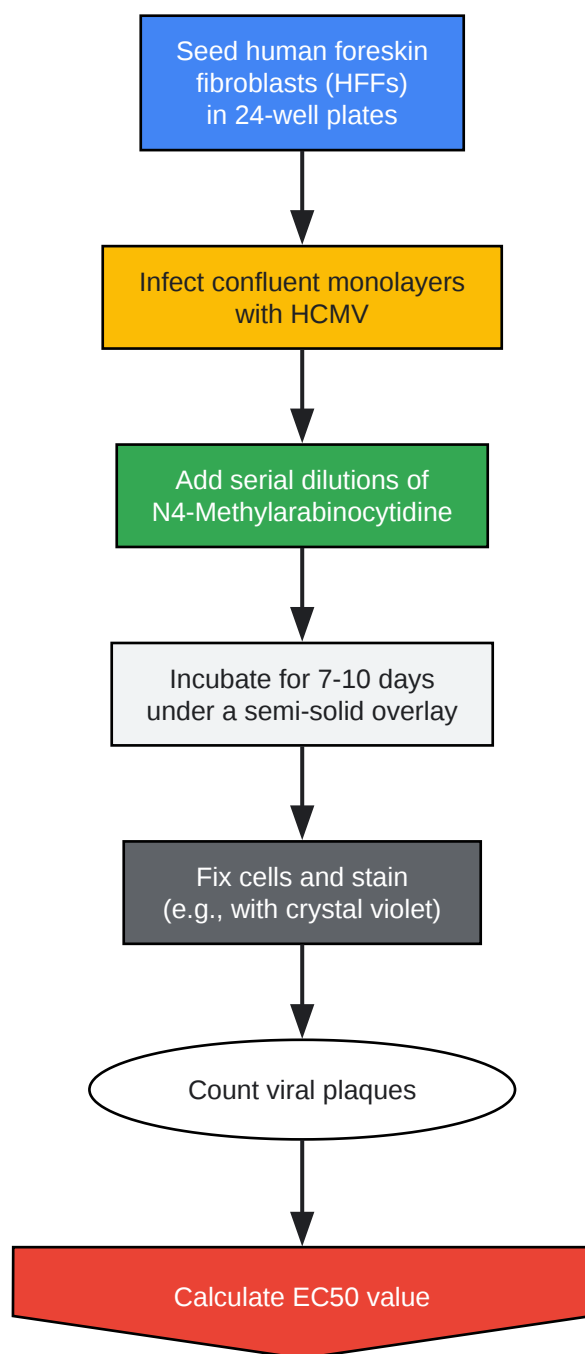 Seed human foreskin
fibroblasts (HFFs)
in 24-well plates
Infect confluent monolayers
with HCMV
Add serial dilutions of
N4-Methylarabinocytidine
Incubate for 7-10 days
under a semi-solid overlay
Fix cells and stain
(e.g., with crystal violet)
Count viral plaques
Calculate EC50 value